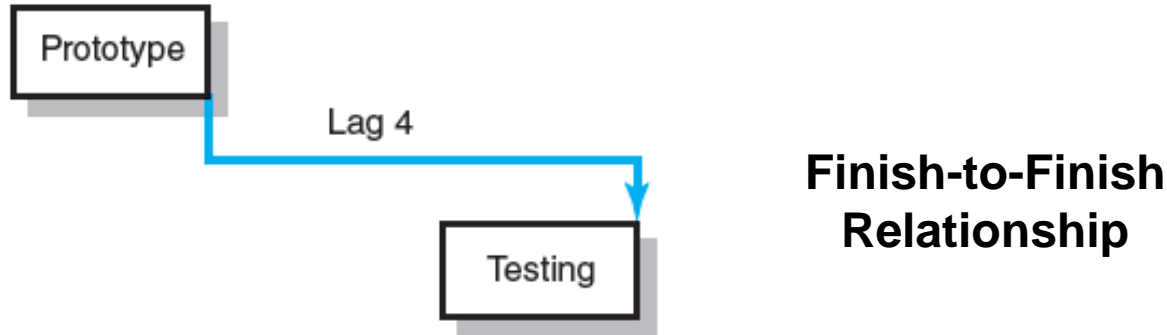 Prototype
Lag 4
Finish-to-Finish
Relationship
Testing